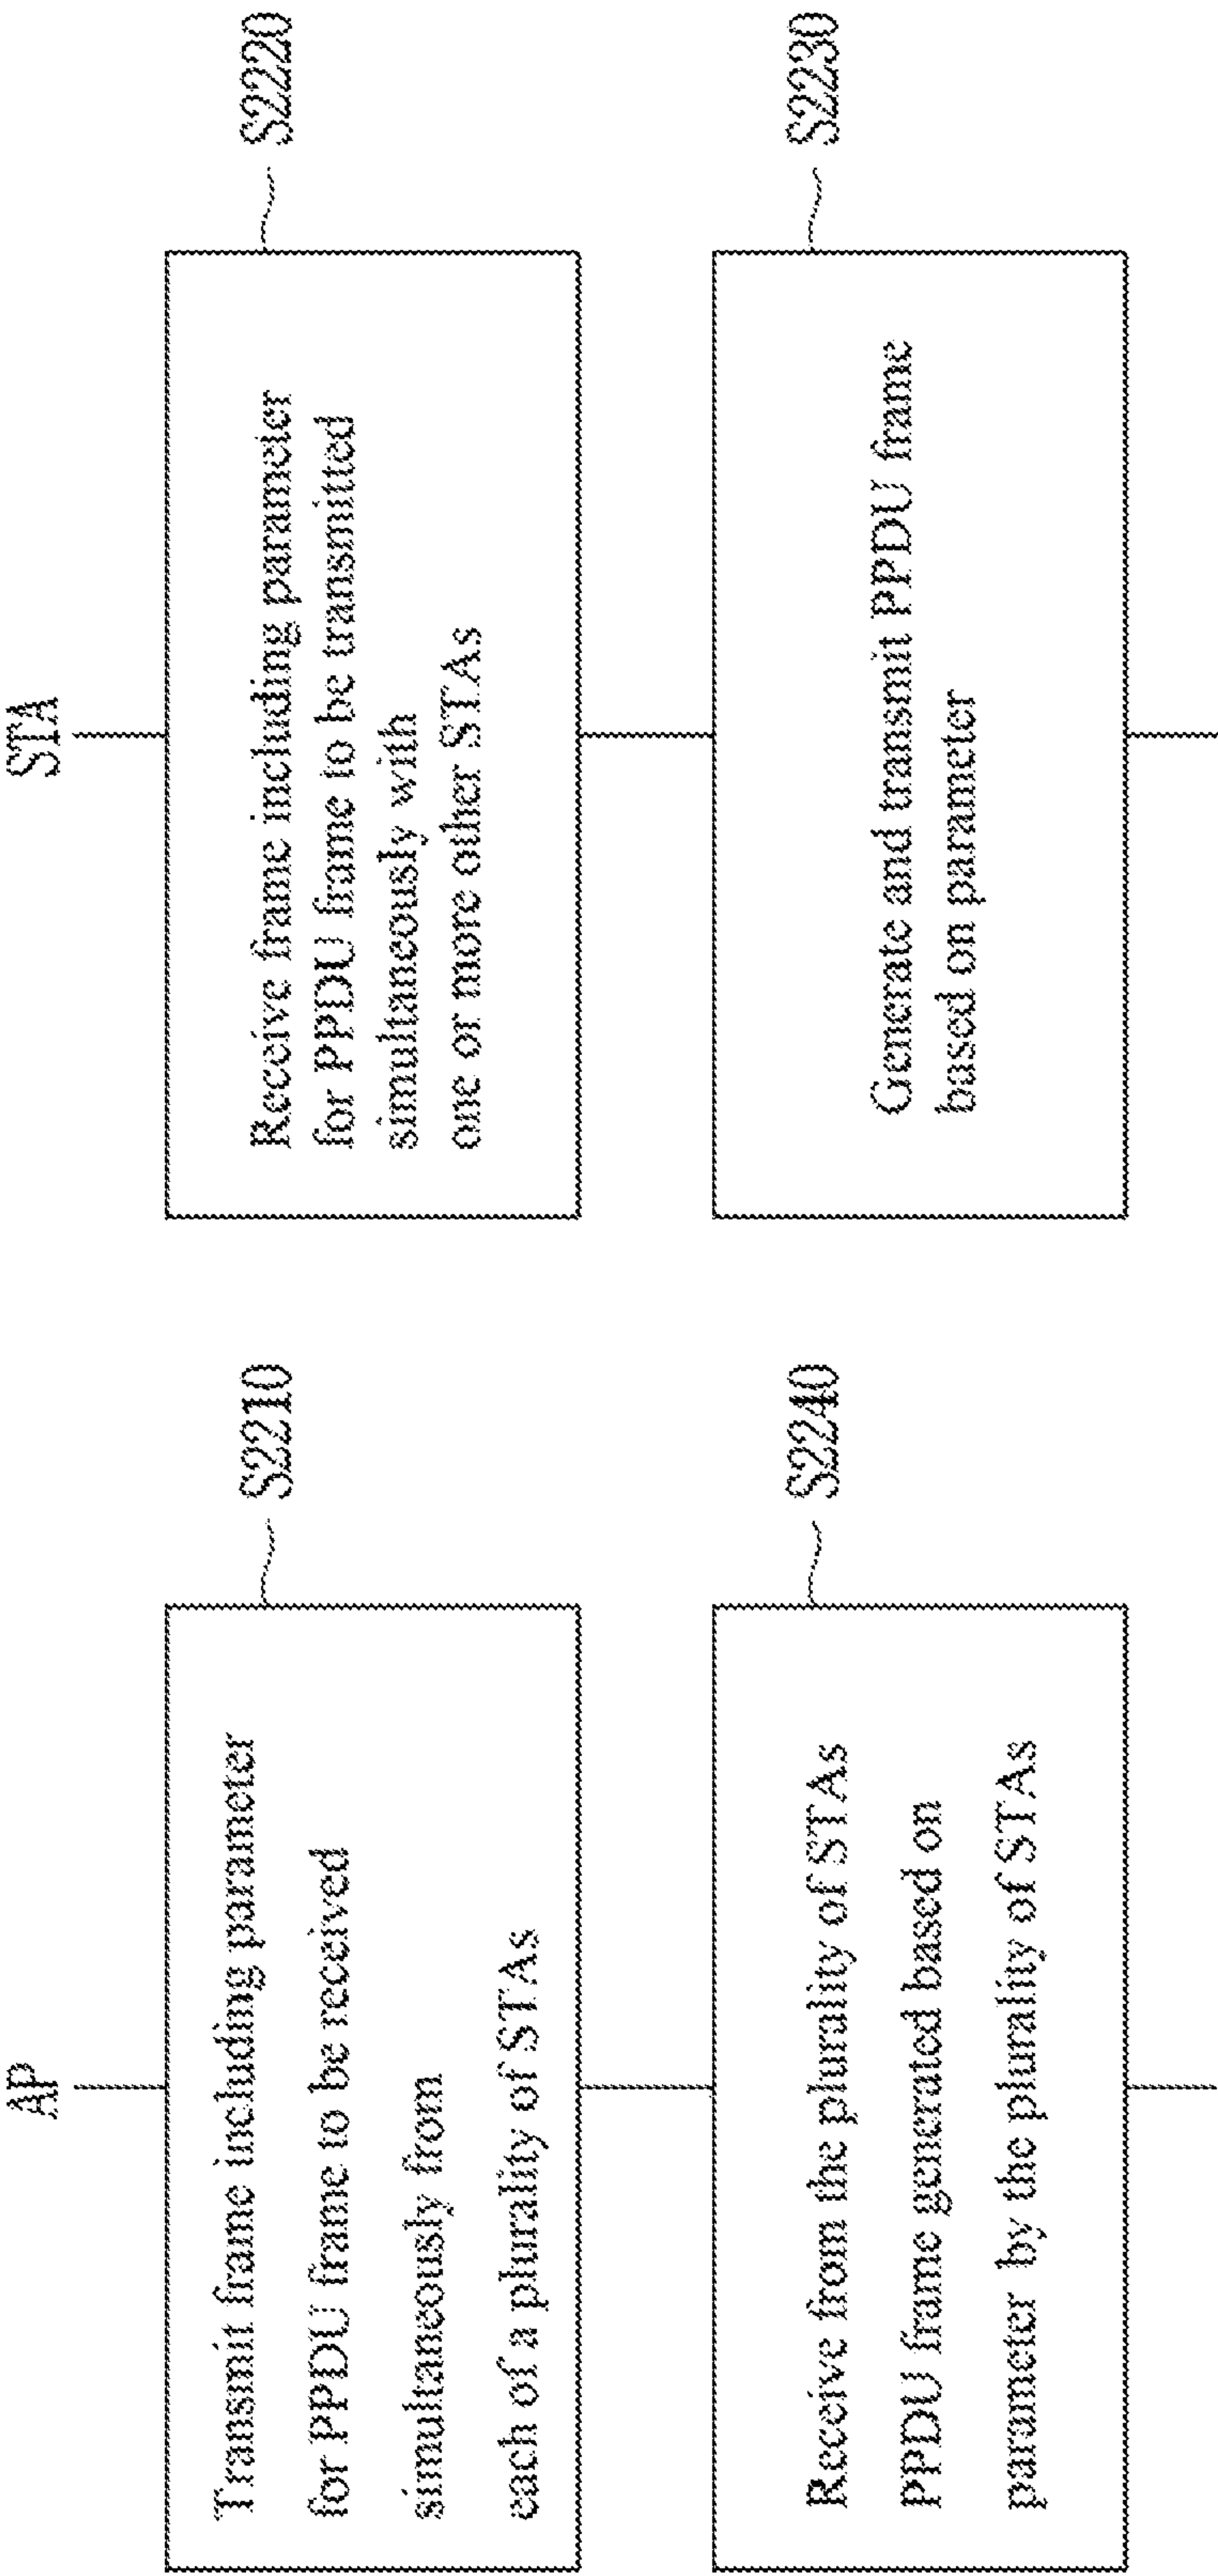 AP
S2210
Transmit frame including parameter
for PPDU frame to be received
simultaneously from
each of a plurality of STAs
S2240
Receive from the plurality of STAs
PPDU frame generated based on
parameter by the plurality of STAs
STA
S2220
Receive frame including parameter
for PPDU frame to be transmitted
simultaneously with
one or more other STAs
S2230
Generate and transmit PPDU frame
based on parameter